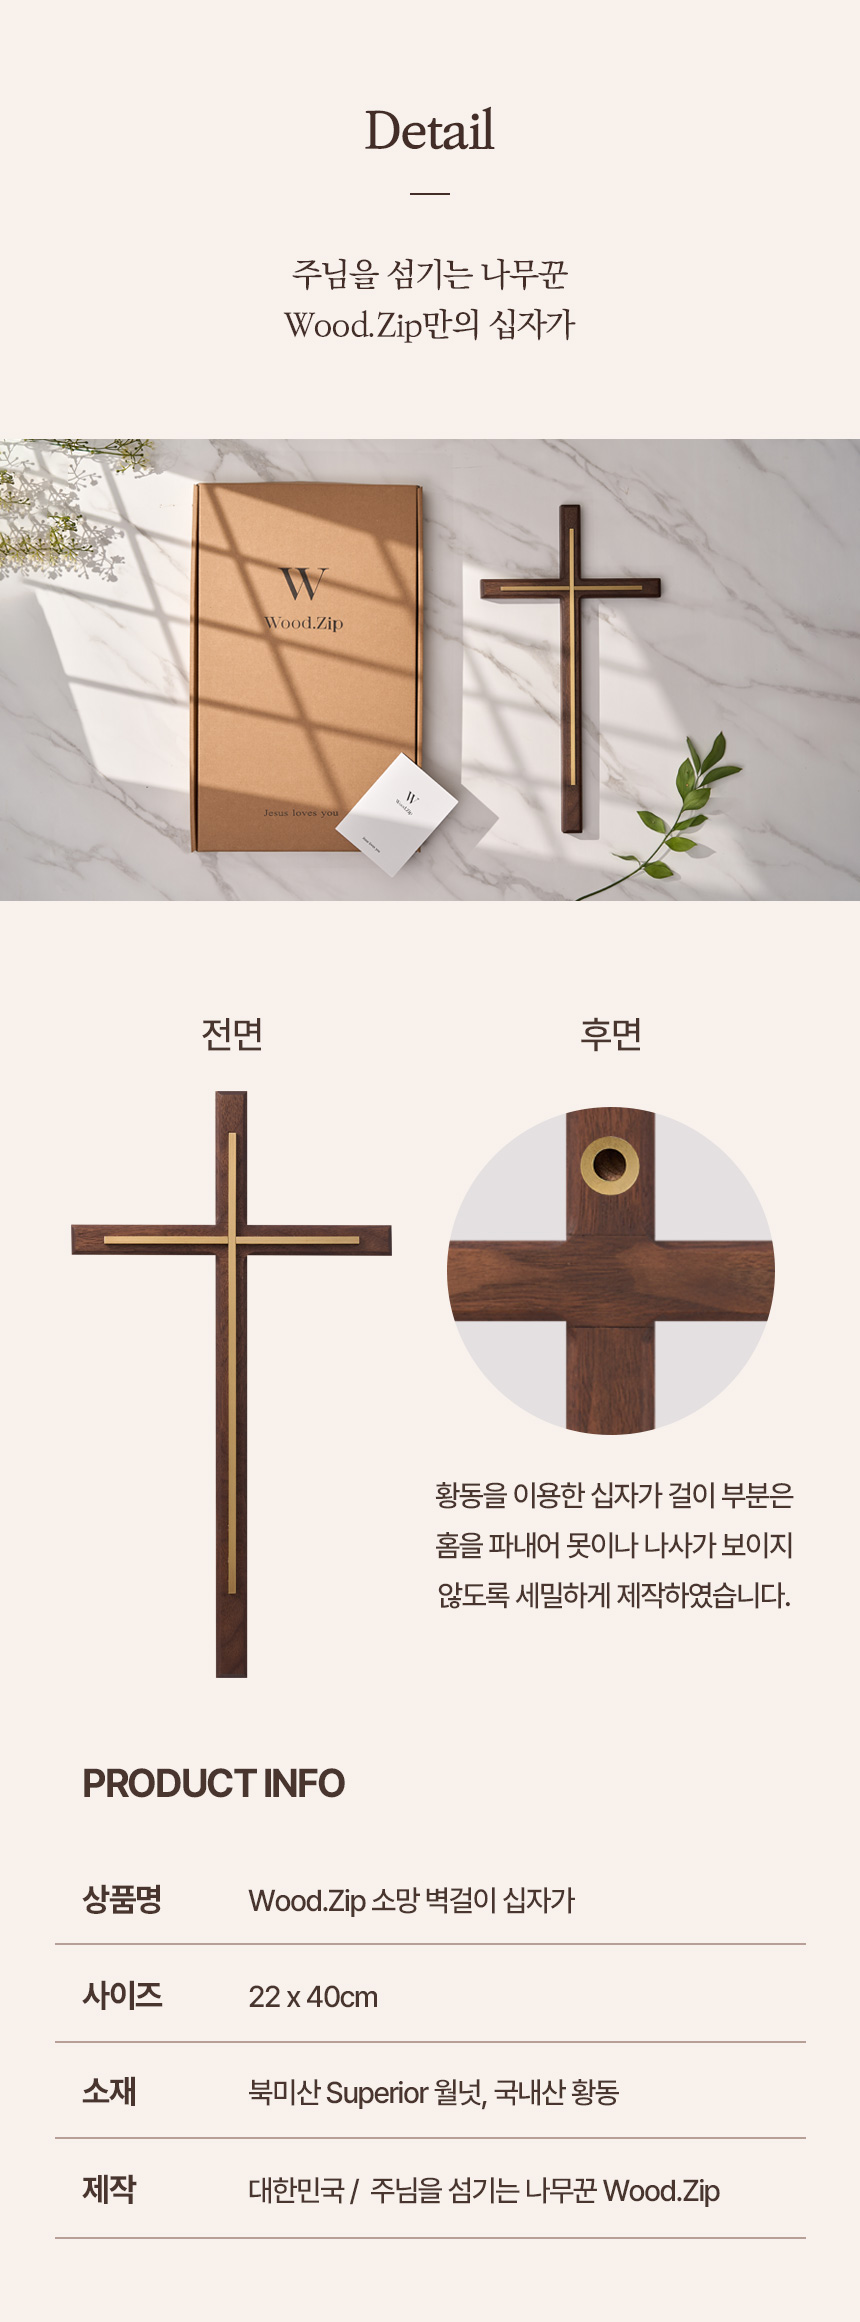 Detail
주님을 섬기는 나무꾼
Wood.Zip만의 십자가
W
Wood.Zip
Jesus loves you
W
Wood.Zip
전면
후면
황동을 이용한 십자가 걸이 부분은
홈을 파내어 못이나 나사가 보이지
않도록 세밀하게 제작하였습니다.
PRODUCT INFO
상품명 Wood.Zip 소망 벽걸이 십자가
사이즈 22 x 40cm
소재 북미산 Superior 월넛, 국내산 황동
제작 대한민국 / 주님을 섬기는 나무꾼 Wood.Zip